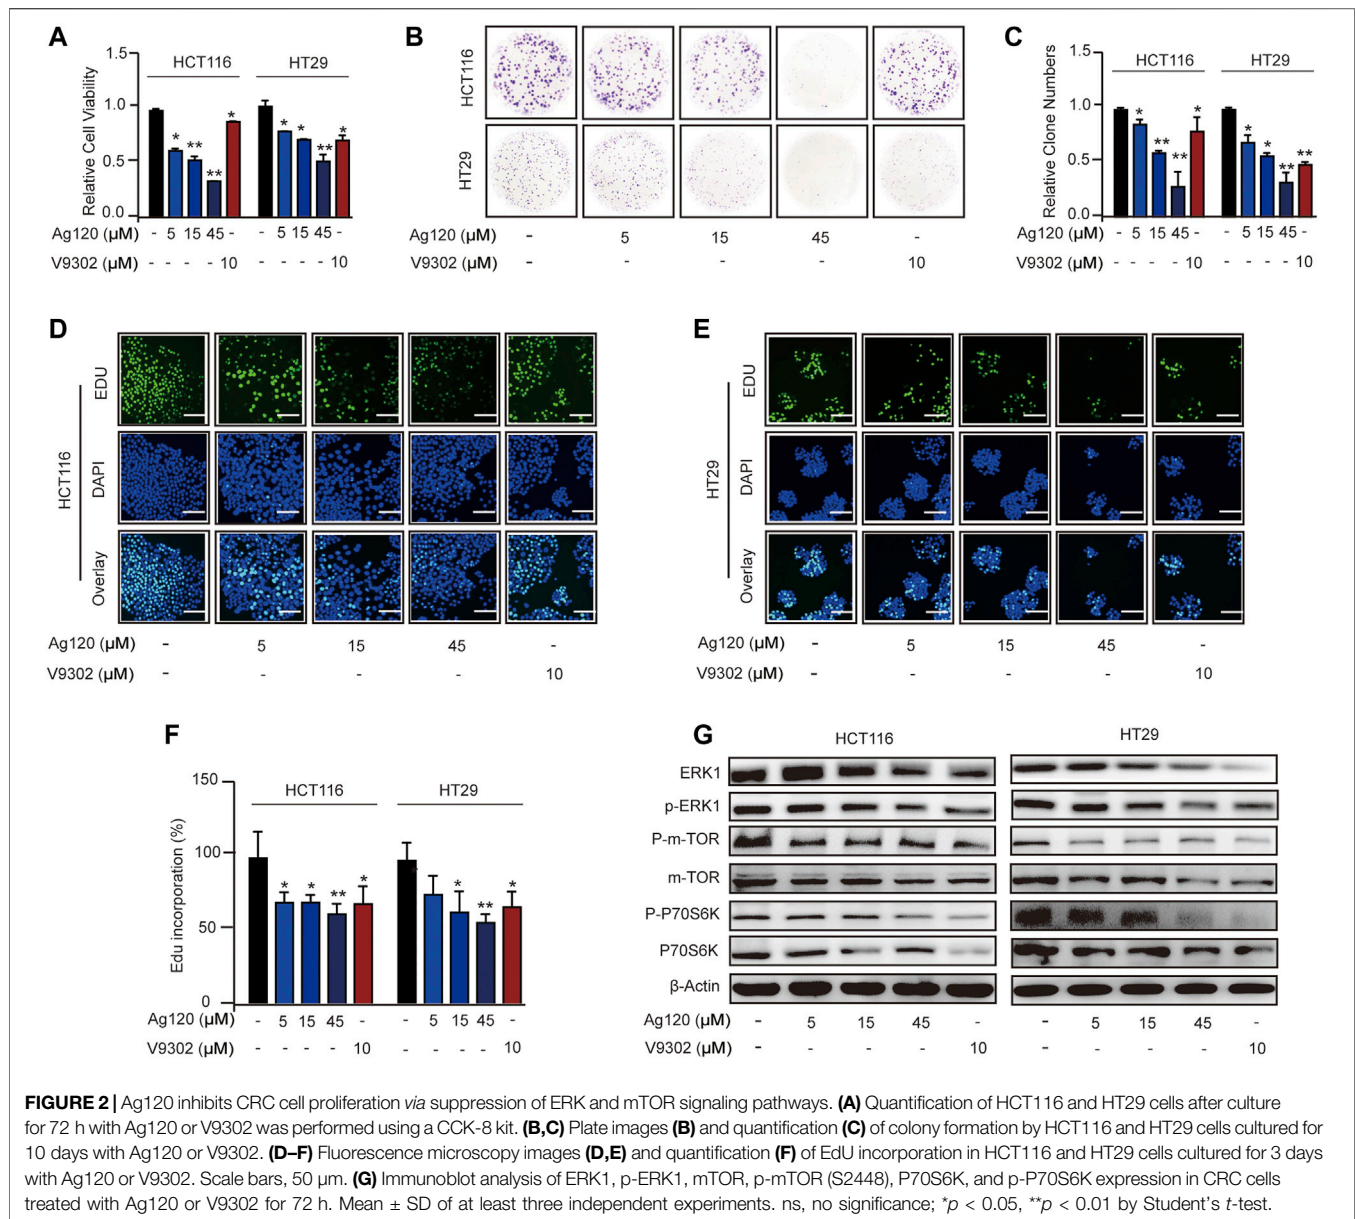 A
1.5
HCT116
HT29
Relative Cell Viability
1.0
0.5
0.0
* ** ** * * * ** *
Ag120 (µM) - 5 15 45 - - 5 15 45 -
V9302 (µM) - - - - 10 - - - - 10
B
HCT116
HT29
Ag120 (µM) - 5 15 45 -
V9302 (µM) - - - - 10
C
1.5
HCT116
HT29
Relative Clone Numbers
1.0
0.5
0.0
* ** ** * * * ** **
Ag120 (µM) - 5 15 45 - - 5 15 45 -
V9302 (µM) - - - - 10 - - - - 10
D
HCT116
EDU
DAPI
Overlay
Ag120 (µM) - 5 15 45 -
V9302 (µM) - - - - 10
E
HT29
EDU
DAPI
Overlay
Ag120 (µM) - 5 15 45 -
V9302 (µM) - - - - 10
F
150
HCT116
HT29
Edu incorporation (%)
100
50
0
* * ** * * ** *
Ag120 (µM) - 5 15 45 - - 5 15 45 -
V9302 (µM) - - - - 10 - - - - 10
G
HCT116
HT29
ERK1
p-ERK1
P-m-TOR
m-TOR
P-P70S6K
P70S6K
β-Actin
Ag120 (µM) - 5 15 45 - - 5 15 45 -
V9302 (µM) - - - - 10 - - - - 10
FIGURE 2 | Ag120 inhibits CRC cell proliferation via suppression of ERK and mTOR signaling pathways. (A) Quantification of HCT116 and HT29 cells after culture
for 72 h with Ag120 or V9302 was performed using a CCK-8 kit. (B,C) Plate images (B) and quantification (C) of colony formation by HCT116 and HT29 cells cultured for
10 days with Ag120 or V9302. (D–F) Fluorescence microscopy images (D,E) and quantification (F) of EdU incorporation in HCT116 and HT29 cells cultured for 3 days
with Ag120 or V9302. Scale bars, 50 µm. (G) Immunoblot analysis of ERK1, p-ERK1, mTOR, p-mTOR (S2448), P70S6K, and p-P70S6K expression in CRC cells
treated with Ag120 or V9302 for 72 h. Mean ± SD of at least three independent experiments. ns, no significance; *p < 0.05, **p < 0.01 by Student's t-test.